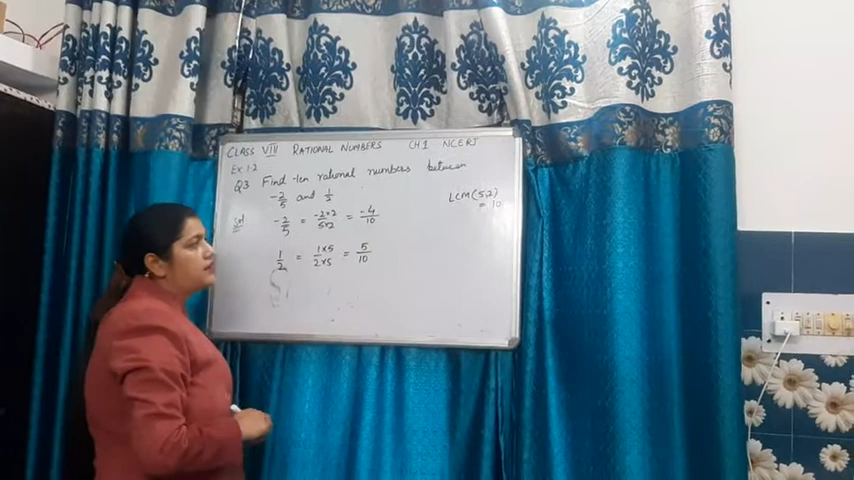 CLASS VIII RATIONAL NUMBERS CH 1 NCERT
Ex 1.2
Q3 Find ten rational numbers between
-2/5 and 1/2
LCM (5,2)
= 10
Sol -2/5 = -2×2/5×2 = -4/10
1/2 = 1×5/2×5 = 5/10